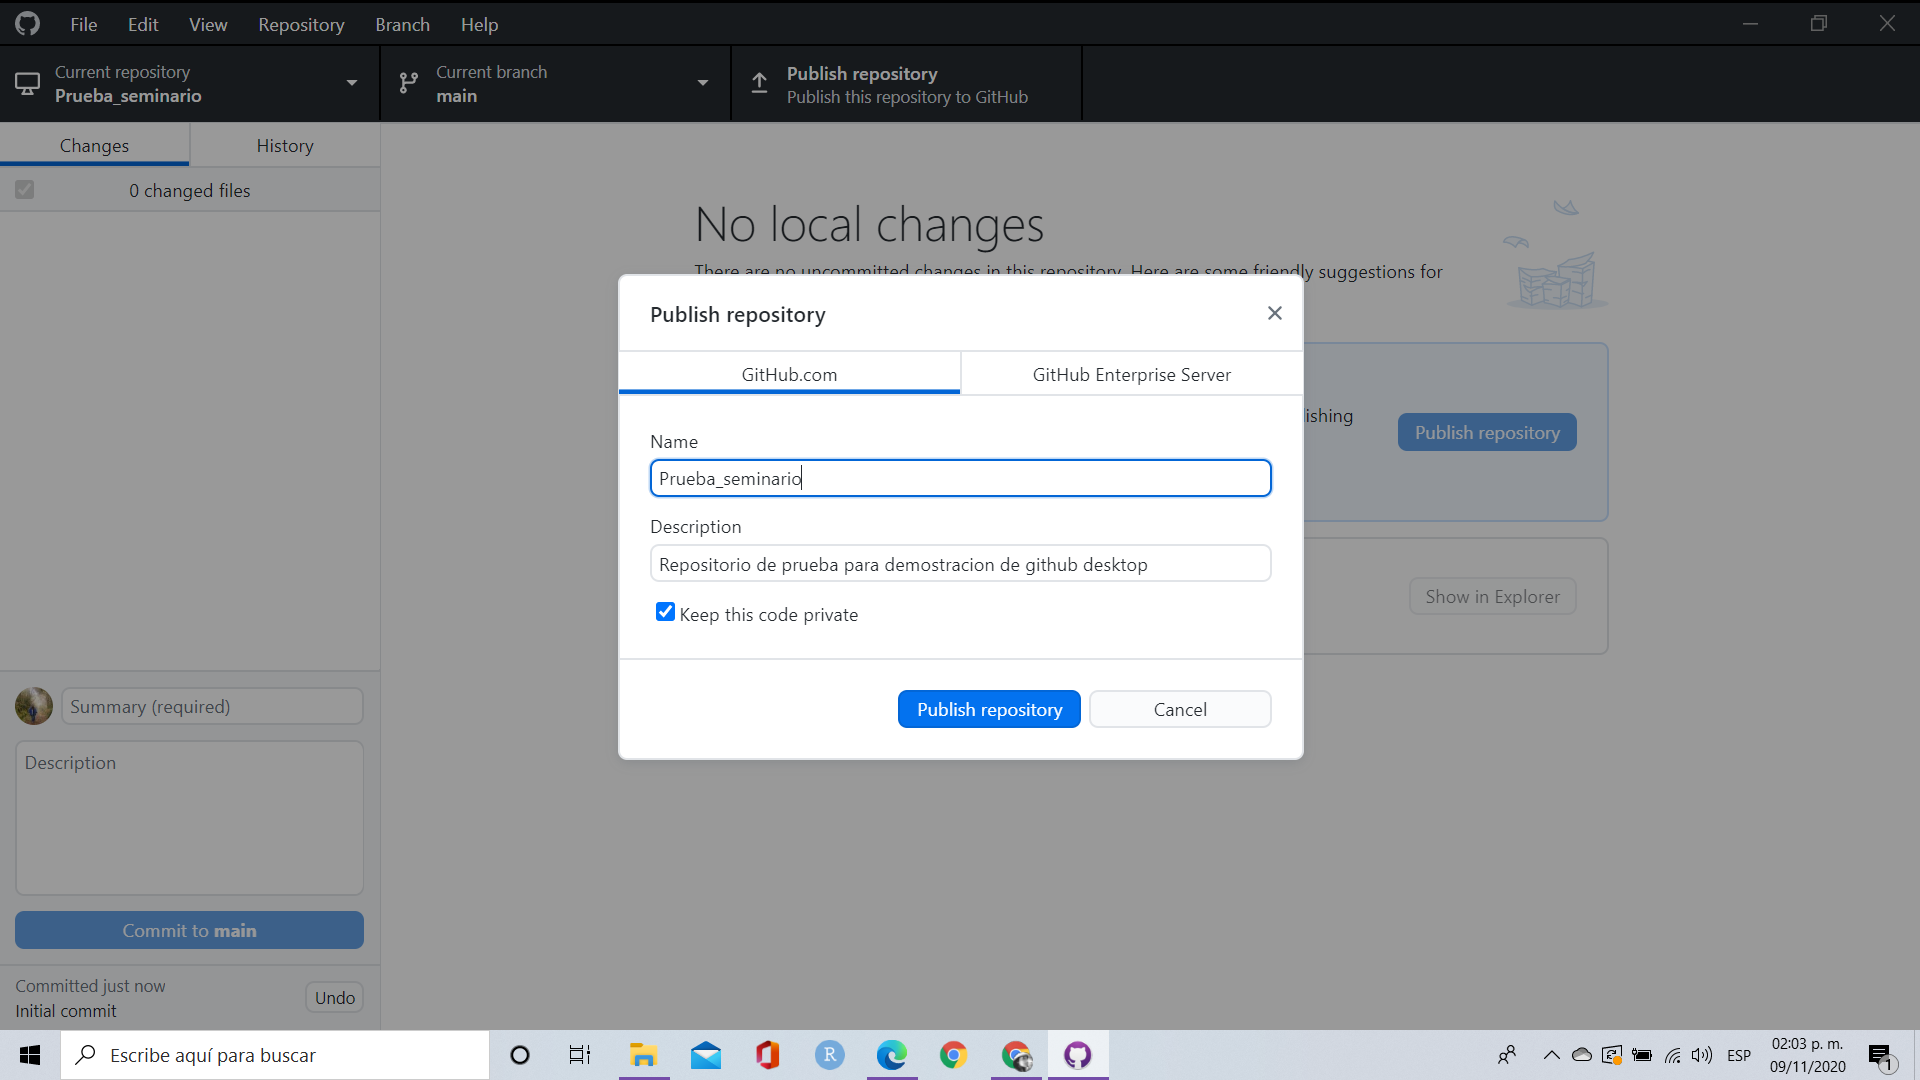 File Edit View Repository Branch Help
Current repository
Prueba_seminario
Current branch
main
Publish repository
Publish this repository to GitHub
Changes
History
0 changed files
No local changes
There are no uncommitted changes in this repository. Here are some friendly suggestions for
Publish repository
GitHub.com
GitHub Enterprise Server
Name
Prueba_seminario
Description
Repositorio de prueba para demostracion de github desktop
Keep this code private
Publish repository
Cancel
ishing
Publish repository
Show in Explorer
Summary (required)
Description
Commit to main
Committed just now
Initial commit
Undo
Escribe aquí para buscar
R
ESP
02:03 p. m.
09/11/2020
1